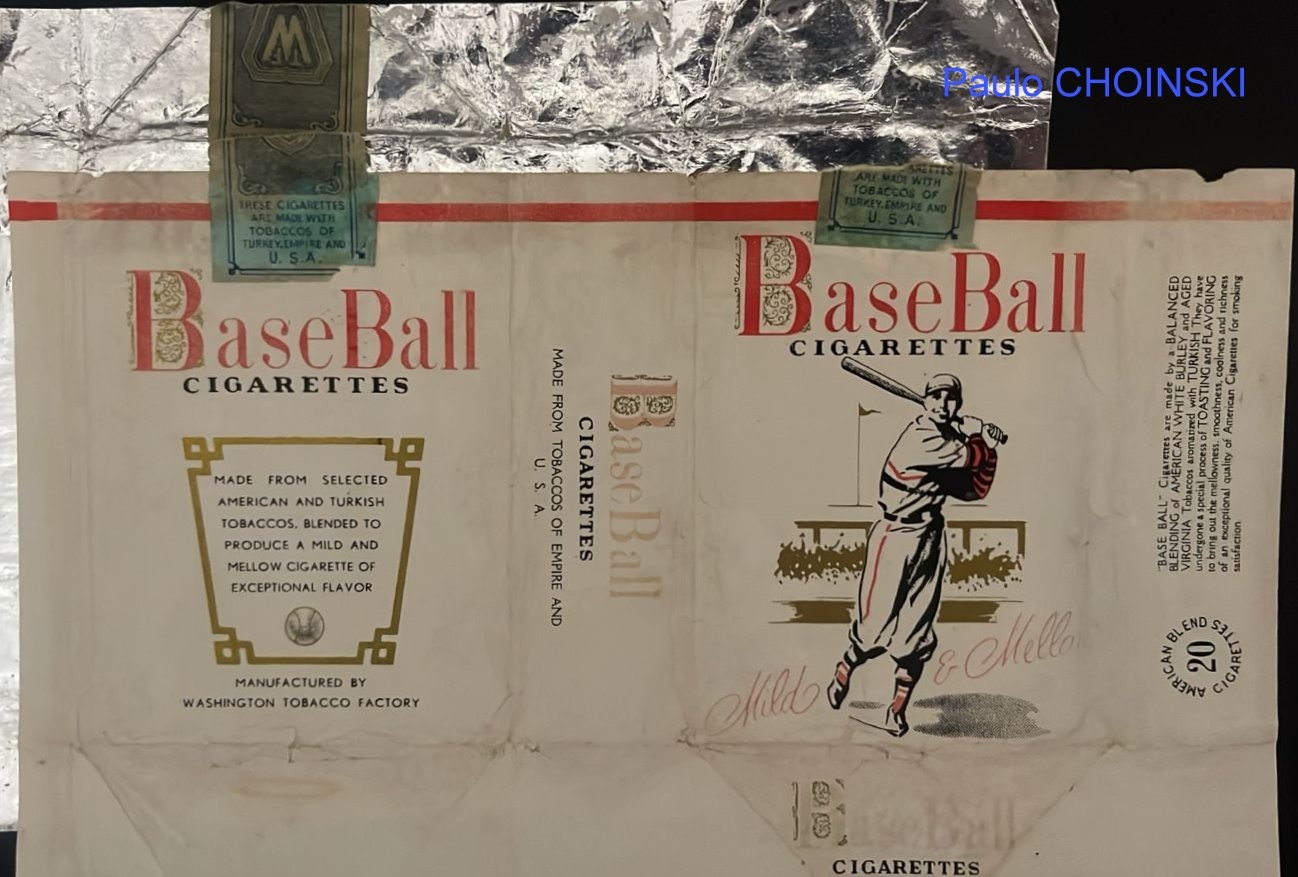 Paulo CHOINSKI
W
THESE CIGARETTES
ARE MADE WITH
TOBACCOS OF
TURKEY, EMPIRE AND
U. S. A.
BaseBall
CIGARETTES
MADE FROM SELECTED
AMERICAN AND TURKISH
TOBACCOS, BLENDED TO
PRODUCE A MILD AND
MELLOW CIGARETTE OF
EXCEPTIONAL FLAVOR
MANUFACTURED BY
WASHINGTON TOBACCO FACTORY
BaseBall
CIGARETTES
MADE FROM TOBACCOS OF EMPIRE AND
U. S. A.
ARE MADE WITH
TOBACCOS OF
TURKEY, EMPIRE AND
U. S. A.
BaseBall
CIGARETTES
Mild & Mello
"BASE BALL" Cigarettes are made by a BALANCED
BLENDING of AMERICAN WHITE BURLEY and AGED
VIRGINIA Tobaccos aromatized with TURKISH They have
undergone a special process of TOASTING and FLAVORING
to bring out the mellowness, smoothness, coolness and richness
of an exceptional quality of American Cigarettes for smoking
satisfaction.
AMERICAN BLEND
20
CIGARETTES
CIGARETTES